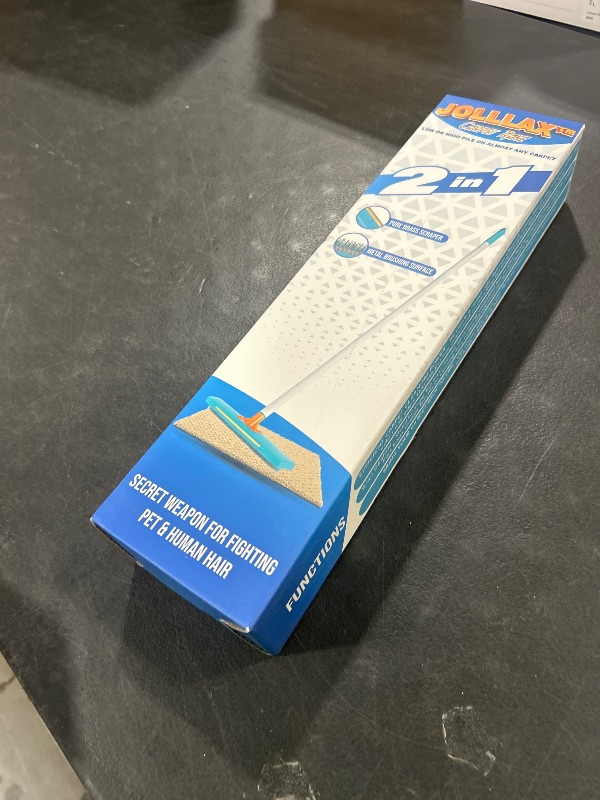 JOLLLAX™
LOW OR HIGH PILE ON ALMOST ANY CARPET
2 in 1
PURE BRASS SCRAPER
METAL BRUSHING SURFACE
SECRET WEAPON FOR FIGHTING
PET & HUMAN HAIR
FUNCTIONS